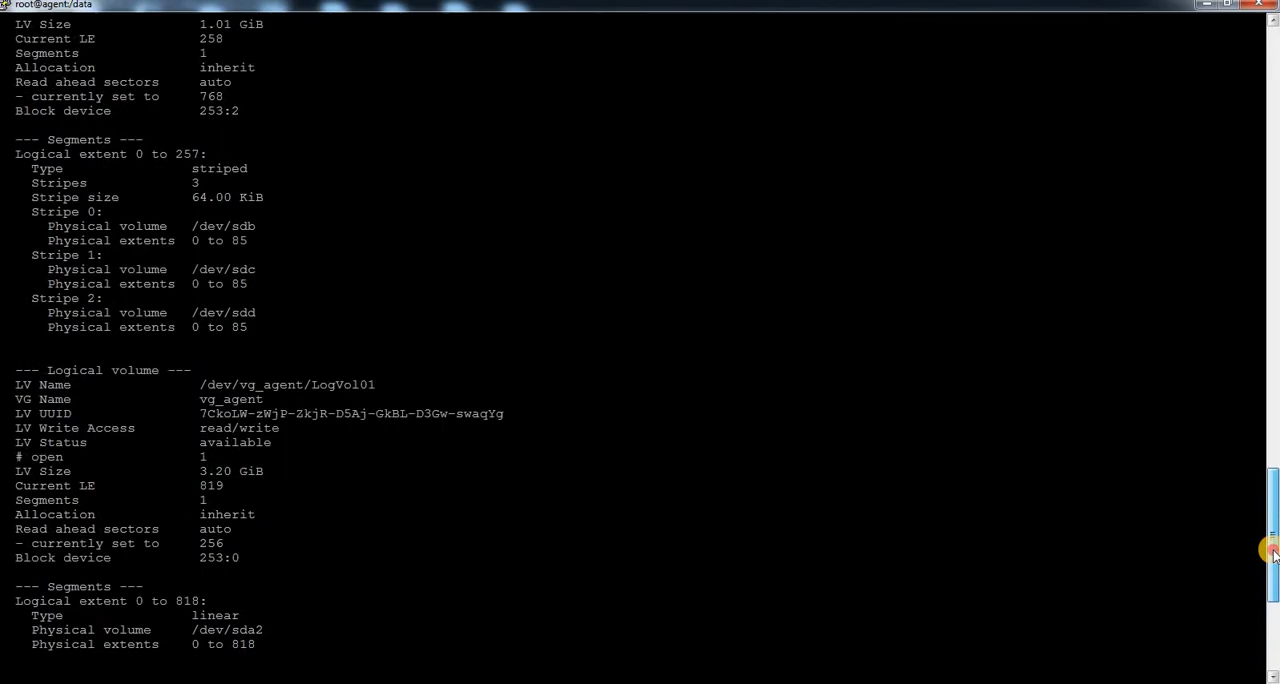 root@agent:/data
LV Size 1.01 GiB
Current LE 258
Segments 1
Allocation inherit
Read ahead sectors auto
- currently set to 768
Block device 253:2
--- Segments ---
Logical extent 0 to 257:
Type striped
Stripes 3
Stripe size 64.00 KiB
Stripe 0:
Physical volume /dev/sdb
Physical extents 0 to 85
Stripe 1:
Physical volume /dev/sdc
Physical extents 0 to 85
Stripe 2:
Physical volume /dev/sdd
Physical extents 0 to 85
--- Logical volume ---
LV Name /dev/vg_agent/LogVol01
VG Name vg_agent
LV UUID 7CkoLW-zWjP-ZkjR-D5Aj-GkBL-D3Gw-swaqYg
LV Write Access read/write
LV Status available
# open 1
LV Size 3.20 GiB
Current LE 819
Segments 1
Allocation inherit
Read ahead sectors auto
- currently set to 256
Block device 253:0
--- Segments ---
Logical extent 0 to 818:
Type linear
Physical volume /dev/sda2
Physical extents 0 to 818